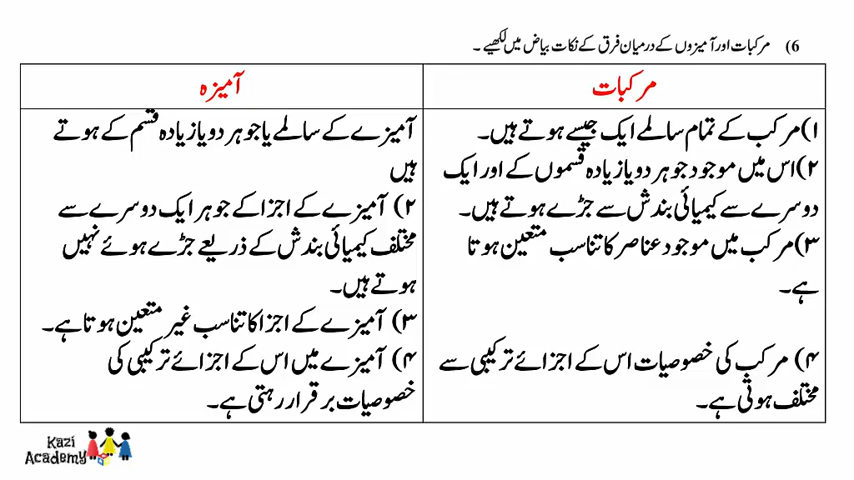 6) مرکبات اور آمیزوں کے درمیان فرق کے نکات بیاض میں لکھیے۔
مرکبات
۱) مرکب کے تمام سالمے ایک جیسے ہوتے ہیں۔
۲) اس میں موجود جوہر دو یا زیادہ قسموں کے اور ایک
دوسرے سے کیمیائی بندش سے جڑے ہوتے ہیں۔
۳) مرکب میں موجود عناصر کا تناسب متعین ہوتا
ہے۔
۴) مرکب کی خصوصیات اس کے اجزائے ترکیبی سے
مختلف ہوتی ہے۔
آمیزہ
آمیزے کے سالمے یا جوہر دو یا زیادہ قسم کے ہوتے
ہیں
۲) آمیزے کے اجزا کے جوہر ایک دوسرے سے
مختلف کیمیائی بندش کے ذریعے جڑے ہوئے نہیں
ہوتے ہیں۔
۳) آمیزے کے اجزا کا تناسب غیر متعین ہوتا ہے۔
۴) آمیزے میں اس کے اجزائے ترکیبی کی
خصوصیات برقرار رہتی ہے۔
Kazi
Academy